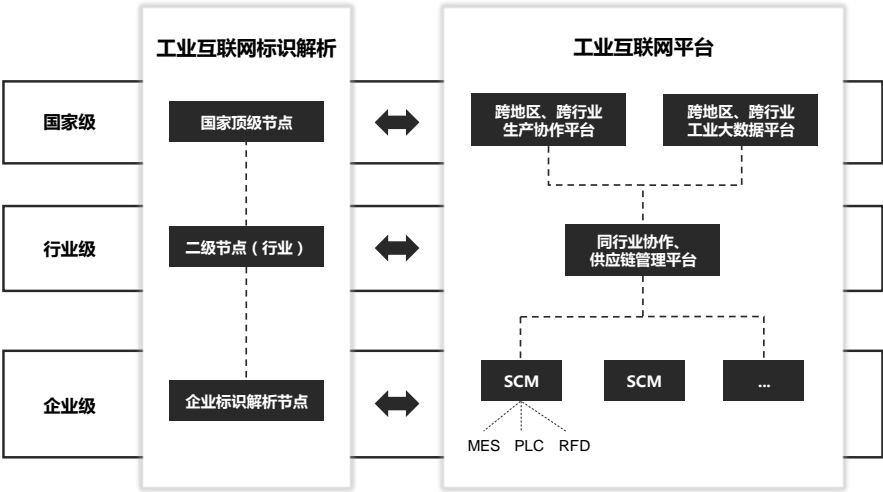 工业互联网标识解析
工业互联网平台
国家级
国家顶级节点
跨地区、跨行业
生产协作平台
跨地区、跨行业
工业大数据平台
行业级
二级节点（行业）
同行业协作、
供应链管理平台
企业级
企业标识解析节点
SCM
SCM
...
MES
PLC
RFD